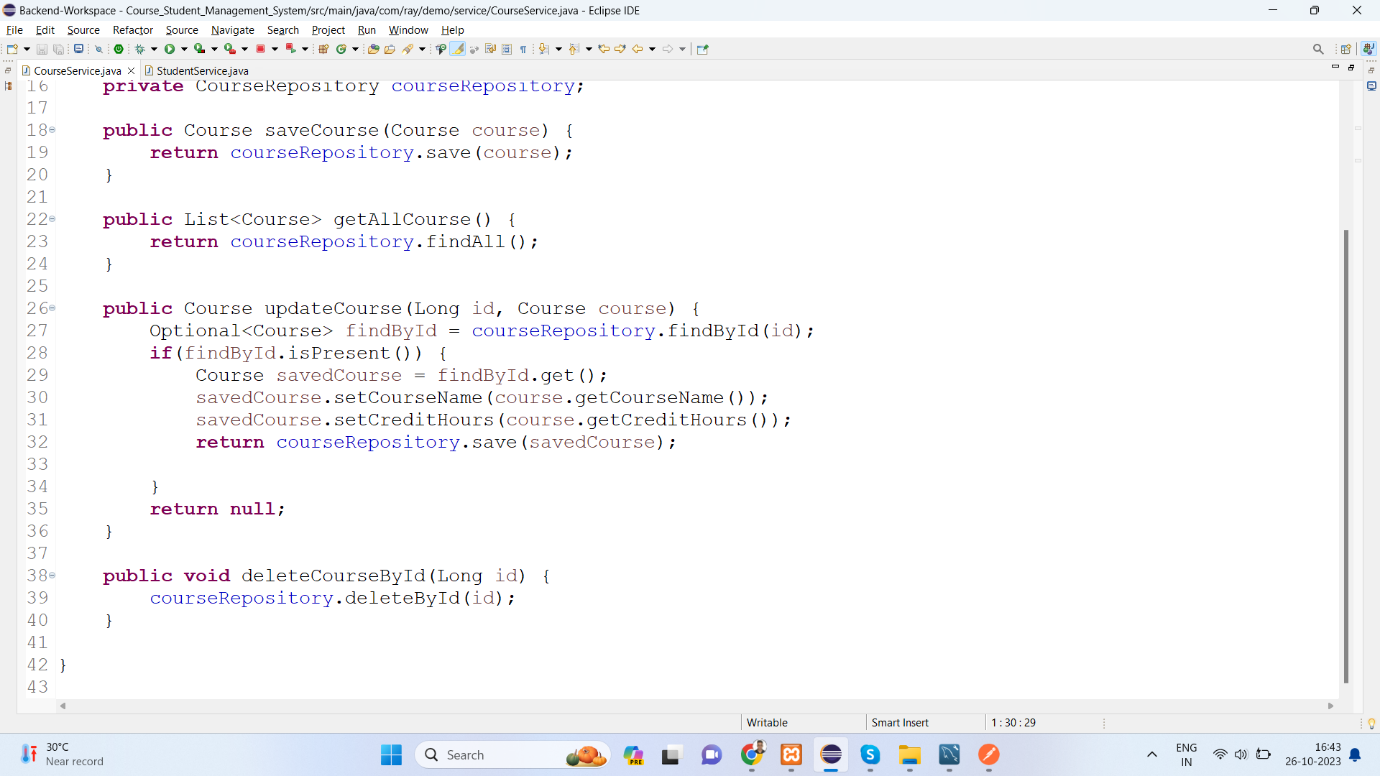 Backend-Workspace - Course_Student_Management_System/src/main/java/com/ray/demo/service/CourseService.java - Eclipse IDE
File Edit Source Refactor Source Navigate Search Project Run Window Help
CourseService.java StudentService.java
16 private CourseRepository courseRepository;
17
18 public Course saveCourse(Course course) {
19 return courseRepository.save(course);
20 }
21
22 public List<Course> getAllCourse() {
23 return courseRepository.findAll();
24 }
25
26 public Course updateCourse(Long id, Course course) {
27 Optional<Course> findById = courseRepository.findById(id);
28 if(findById.isPresent()) {
29 Course savedCourse = findById.get();
30 savedCourse.setCourseName(course.getCourseName());
31 savedCourse.setCreditHours(course.getCreditHours());
32 return courseRepository.save(savedCourse);
33
34 }
35 return null;
36 }
37
38 public void deleteCourseById(Long id) {
39 courseRepository.deleteById(id);
40 }
41
42 }
43
Writable Smart Insert 1 : 30 : 29
30°C
Near record
Search
PRE
ENG
IN
16:43
26-10-2023